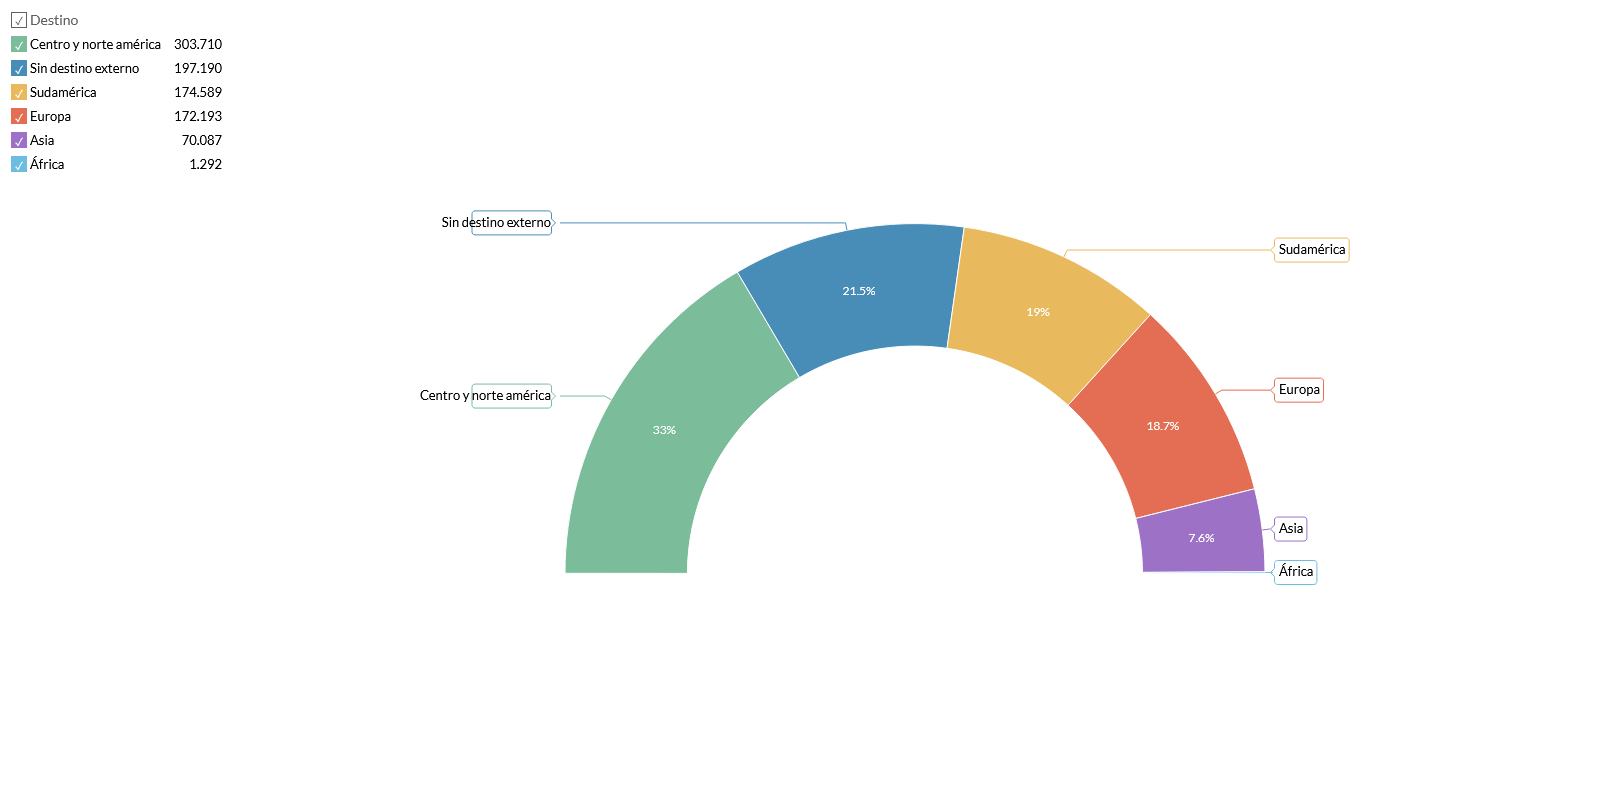 Destino
Centro y norte américa 303.710
Sin destino externo 197.190
Sudamérica 174.589
Europa 172.193
Asia 70.087
África 1.292
Sin destino externo
Sudamérica
21.5%
19%
Europa
Centro y norte américa
18.7%
33%
Asia
7.6%
África